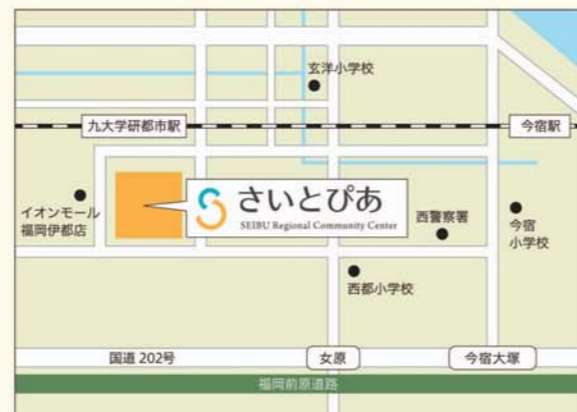 玄洋小学校
九大学研都市駅
今宿駅
イオンモール
福岡伊都店
さいとぴあ
SEIBU Regional Community Center
西警察署
今宿
小学校
西都小学校
国道 202号
女原
今宿大塚
福岡前原道路